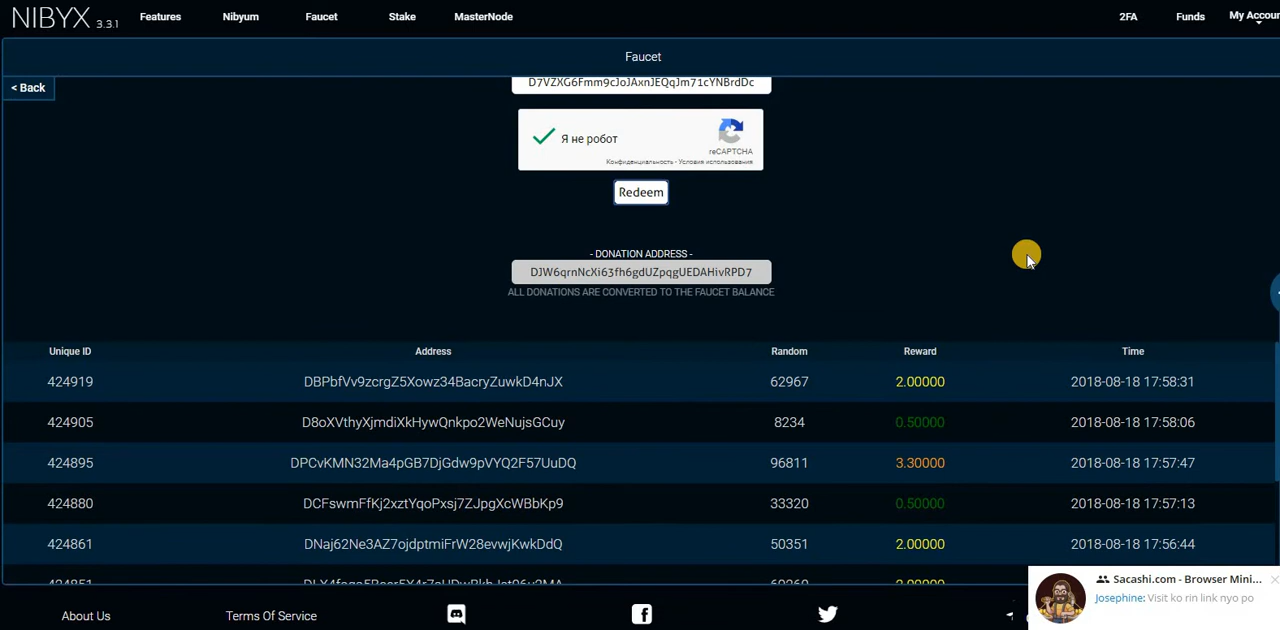 NIBYX 3.3.1 Features Nibyum Faucet Stake MasterNode 2FA Funds My Accoun
Faucet
< Back
D7VZXG6Fmm9cJoJAxnJEQqJm71cYNBrdDc
Я не робот
reCAPTCHA
Конфиденциальность - Условия использования
Redeem
- DONATION ADDRESS -
DJW6qrnNcXi63fh6gdUZpqgUEDAHivRPD7
ALL DONATIONS ARE CONVERTED TO THE FAUCET BALANCE
Unique ID Address Random Reward Time
424919 DBPbfVv9zcrgZ5Xowz34BacryZuwkD4nJX 62967 2.00000 2018-08-18 17:58:31
424905 D8oXVthyXjmdiXkHywQnkpo2WeNujsGCuy 8234 0.50000 2018-08-18 17:58:06
424895 DPCvKMN32Ma4pGB7DjGdw9pVYQ2F57UuDQ 96811 3.30000 2018-08-18 17:57:47
424880 DCFswmFfKj2xztYqoPxsj7ZJpgXcWBbKp9 33320 0.50000 2018-08-18 17:57:13
424861 DNaj62Ne3AZ7ojdptmiFrW28evwjKwkDdQ 50351 2.00000 2018-08-18 17:56:44
Sacashi.com - Browser Mini...
Josephine: Visit ko rin link nyo po
About Us Terms Of Service